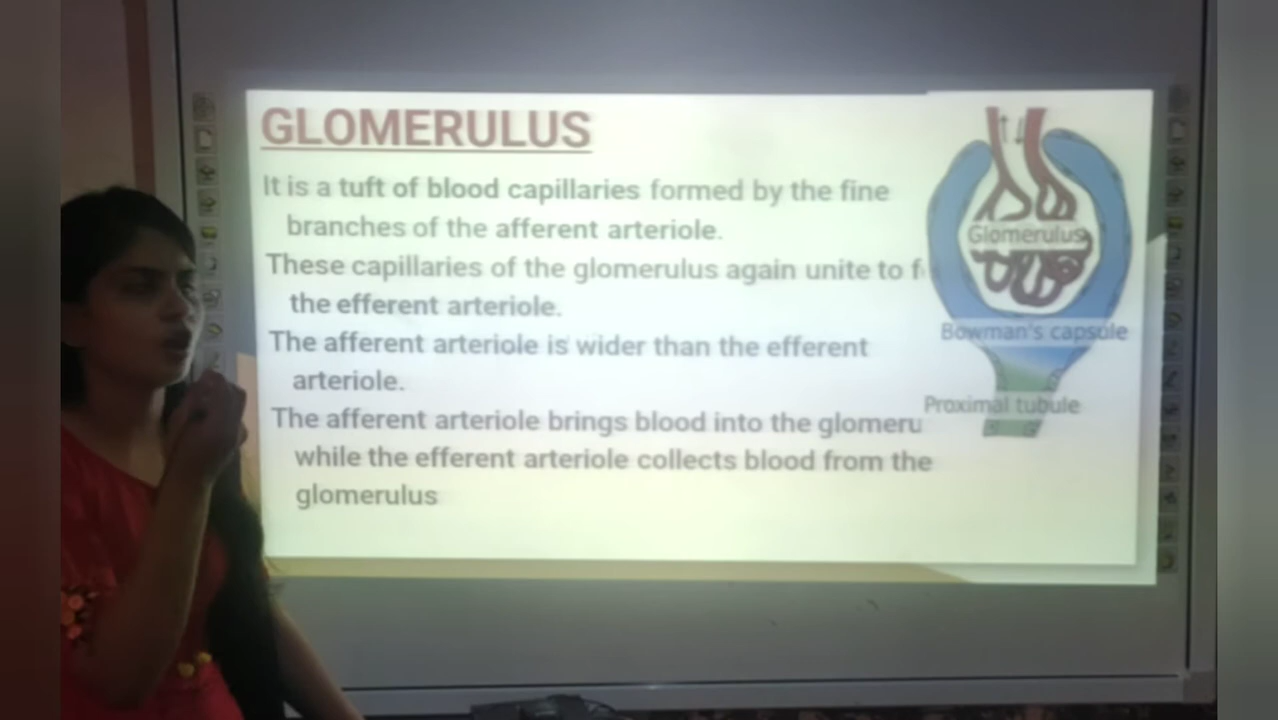 GLOMERULUS
It is a tuft of blood capillaries formed by the fine
branches of the afferent arteriole.
These capillaries of the glomerulus again unite to f
the efferent arteriole.
The afferent arteriole is wider than the efferent
arteriole.
The afferent arteriole brings blood into the glomeru
while the efferent arteriole collects blood from the
glomerulus
Glomerulus
Bowman's capsule
Proximal tubule